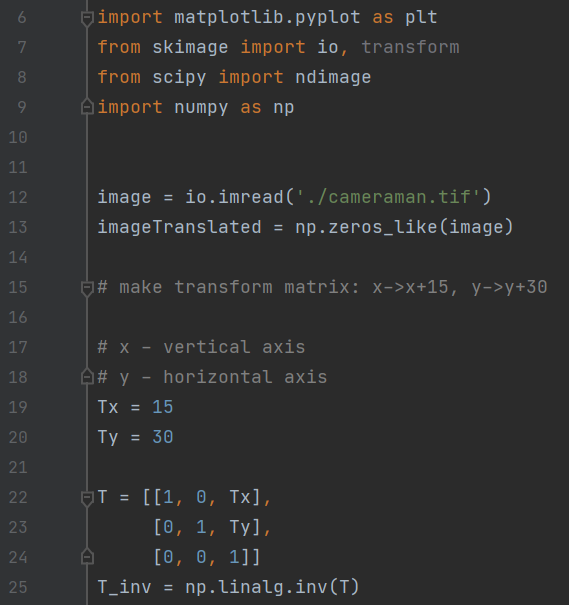 6 import matplotlib.pyplot as plt
7 from skimage import io, transform
8 from scipy import ndimage
9 import numpy as np
10
11
12 image = io.imread('./cameraman.tif')
13 imageTranslated = np.zeros_like(image)
14
15 # make transform matrix: x->x+15, y->y+30
16
17 # x - vertical axis
18 # y - horizontal axis
19 Tx = 15
20 Ty = 30
21
22 T = [[1, 0, Tx],
23      [0, 1, Ty],
24      [0, 0, 1]]
25 T_inv = np.linalg.inv(T)